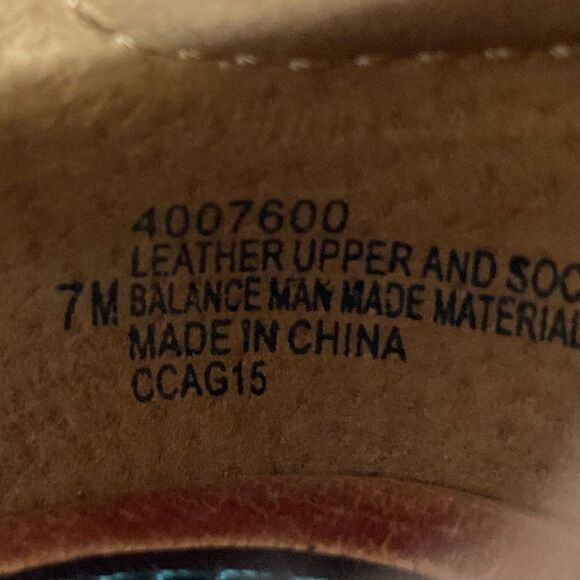 4007600
LEATHER UPPER AND SOC
7 M BALANCE MAN MADE MATERIAL
MADE IN CHINA
CCAG15